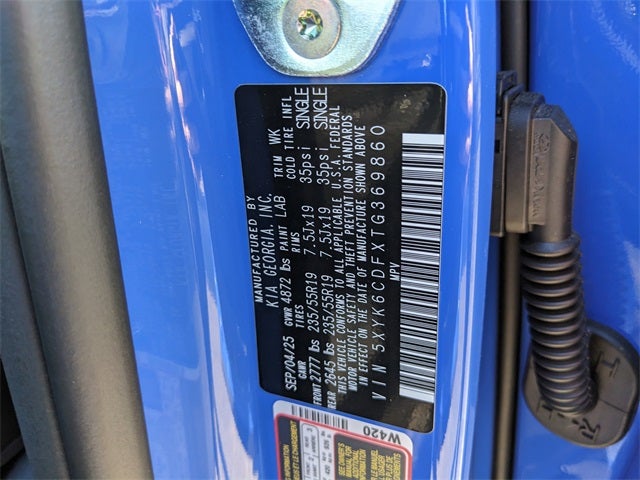 MANUFACTURED BY
KIA GEORGIA, INC.
SEP/04/25 GVWR 4872 lbs PAINT LAB TRIM WK
GAWR TIRES RIMS COLD TIRE INFL
FRONT 2777 lbs 235/55R19 7.5Jx19 35psi SINGLE
REAR 2645 lbs 235/55R19 7.5Jx19 35psi SINGLE
THIS VEHICLE CONFORMS TO ALL APPLICABLE U.S.A. FEDERAL
MOTOR VEHICLE SAFETY AND THEFT PREVENTION STANDARDS
IN EFFECT ON THE DATE OF MANUFACTURE SHOWN ABOVE
VIN 5XYK6CDFXTG369860
MPV
W420